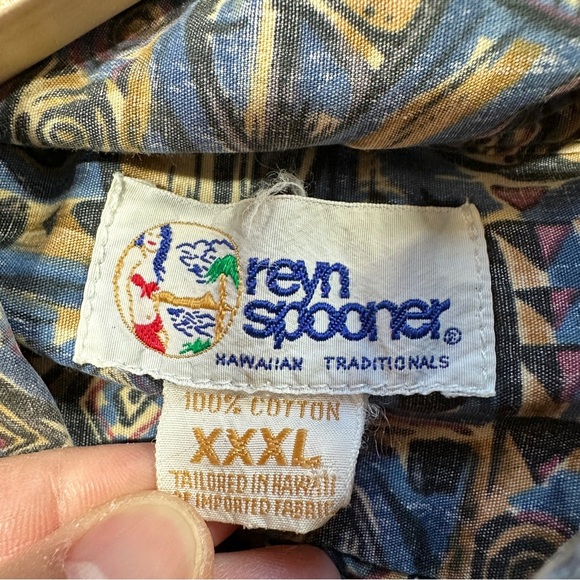 reyn
spooner®
HAWAIIAN TRADITIONALS
100% COTTON
XXXL
TAILORED IN HAWAII
OF IMPORTED FABRIC